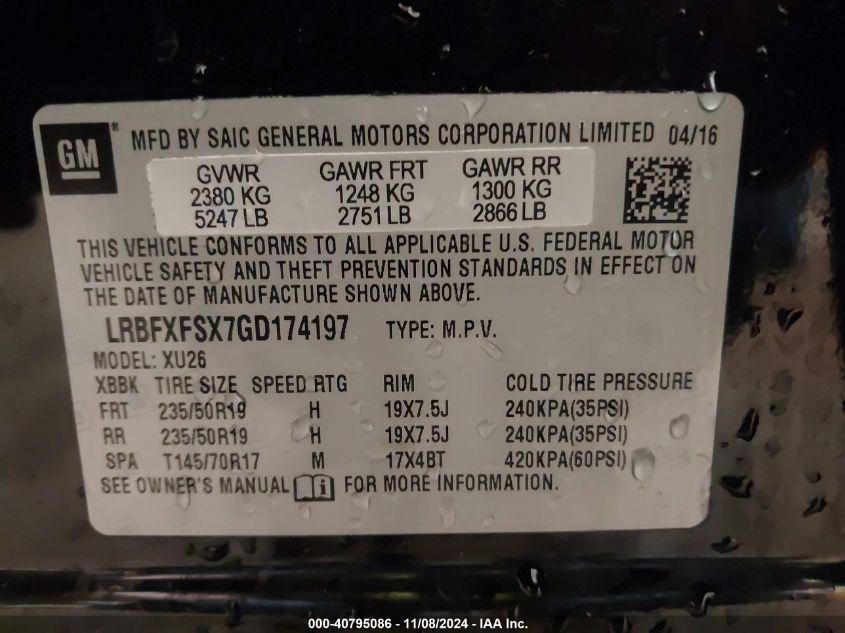 GM ® MFD BY SAIC GENERAL MOTORS CORPORATION LIMITED 04/16
GVWR GAWR FRT GAWR RR
2380 KG 1248 KG 1300 KG
5247 LB 2751 LB 2866 LB
THIS VEHICLE CONFORMS TO ALL APPLICABLE U.S. FEDERAL MOTOR
VEHICLE SAFETY AND THEFT PREVENTION STANDARDS IN EFFECT ON
THE DATE OF MANUFACTURE SHOWN ABOVE.
LRBFXFSX7GD174197 TYPE: M.P.V.
MODEL: XU26
XBBK TIRE SIZE SPEED RTG RIM COLD TIRE PRESSURE
FRT 235/50R19 H 19X7.5J 240KPA(35PSI)
RR 235/50R19 H 19X7.5J 240KPA(35PSI)
SPA T145/70R17 M 17X4BT 420KPA(60PSI)
SEE OWNER'S MANUAL i FOR MORE INFORMATION.
000-40795086 - 11/08/2024 - IAA Inc.